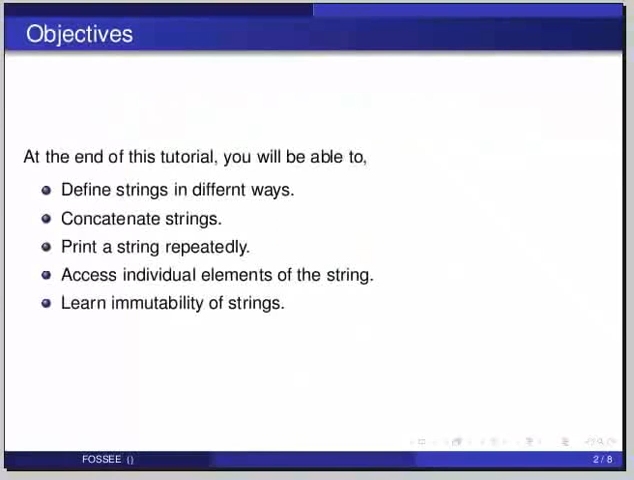 Objectives
At the end of this tutorial, you will be able to,
Define strings in differnt ways.
Concatenate strings.
Print a string repeatedly.
Access individual elements of the string.
Learn immutability of strings.
FOSSEE ()
2 / 8